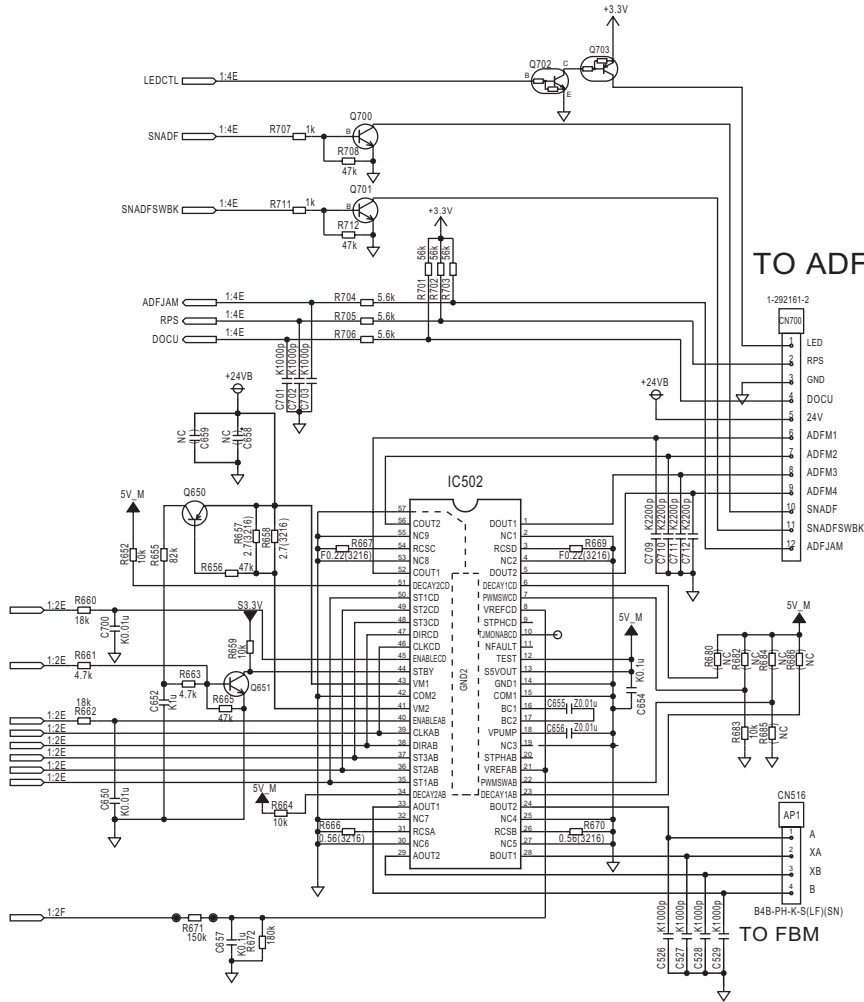 +3.3V
Q702
Q703
C
B
E
LEDCTL 1:4E
Q700
SNADF 1:4E R707 1k B
R708
47k
Q701
SNADFSWBK 1:4E R711 1k B
R712
47k
+3.3V
56k 56k 56k
R701 R702 R703
TO ADF
ADFJAM 1:4E R704 5.6k
RPS 1:4E R705 5.6k
DOCU 1:4E R706 5.6k
K1000p K1000p K1000p
C701 C702 C703
1-292161-2
CN700
1 LED
2 RPS
3 GND
4 DOCU
5 24V
6 ADFM1
7 ADFM2
8 ADFM3
9 ADFM4
10 SNADF
11 SNADFSWBK
12 ADFJAM
+24VB
+24VB
NC C659
NC C658
K2200p K2200p K2200p K2200p
C709 C710 C711 C712
5V_M
Q650
R652 10k
R655 82k
R656 47k
R657 2.7(3216)
R658 2.7(3216)
IC502
GND2
57
56 COUT2
55 NC9
54 RCSC
53 NC8
52 COUT1
51 DECAY2CD
50 ST1CD
49 ST2CD
48 ST3CD
47 DIRCD
46 CLKCD
45 ENABLECD
44 STBY
43 VM1
42 COM2
41 VM2
40 ENABLEAB
39 CLKAB
38 DIRAB
37 ST3AB
36 ST2AB
35 ST1AB
34 DECAY2AB
33 AOUT1
32 NC7
31 RCSA
30 NC6
29 AOUT2
DOUT1 1
NC1 2
RCSD 3
NC2 4
DOUT2 5
DECAY1CD 6
PWMSWCD 7
VREFCD 8
STPHCD 9
TJMONABCD 10
NFAULT 11
TEST 12
S5VOUT 13
GND1 14
COM1 15
BC1 16
BC2 17
VPUMP 18
NC3 19
STPHAB 20
VREFAB 21
PWMSWAB 22
DECAY1AB 23
BOUT2 24
NC4 25
RCSB 26
NC5 27
BOUT1 28
R667
F0.22(3216)
R669
F0.22(3216)
1:2E R660
18k
C700 K0.01u
S3.3V
R659 10k
1:2E R661
4.7k
R663
4.7k
Q651
R665
47k
C652 K1u
18k
1:2E R662
1:2E
1:2E
1:2E
1:2E
1:2E
C650 K0.01u
5V_M
R664
10k
R666
0.56(3216)
R670
0.56(3216)
5V_M
K0.1u
C654
C655 Z0.01u
C656 Z0.01u
5V_M
R680 NC
R682 NC
R684 NC
R686 NC
R683 10k
R685 NC
CN516
AP1
1 A
2 XA
3 XB
4 B
B4B-PH-K-S(LF)(SN)
TO FBM
K1000p K1000p K1000p K1000p
C526 C527 C528 C529
1:2F
R671
150k
C657 K0.1u
R672 180k